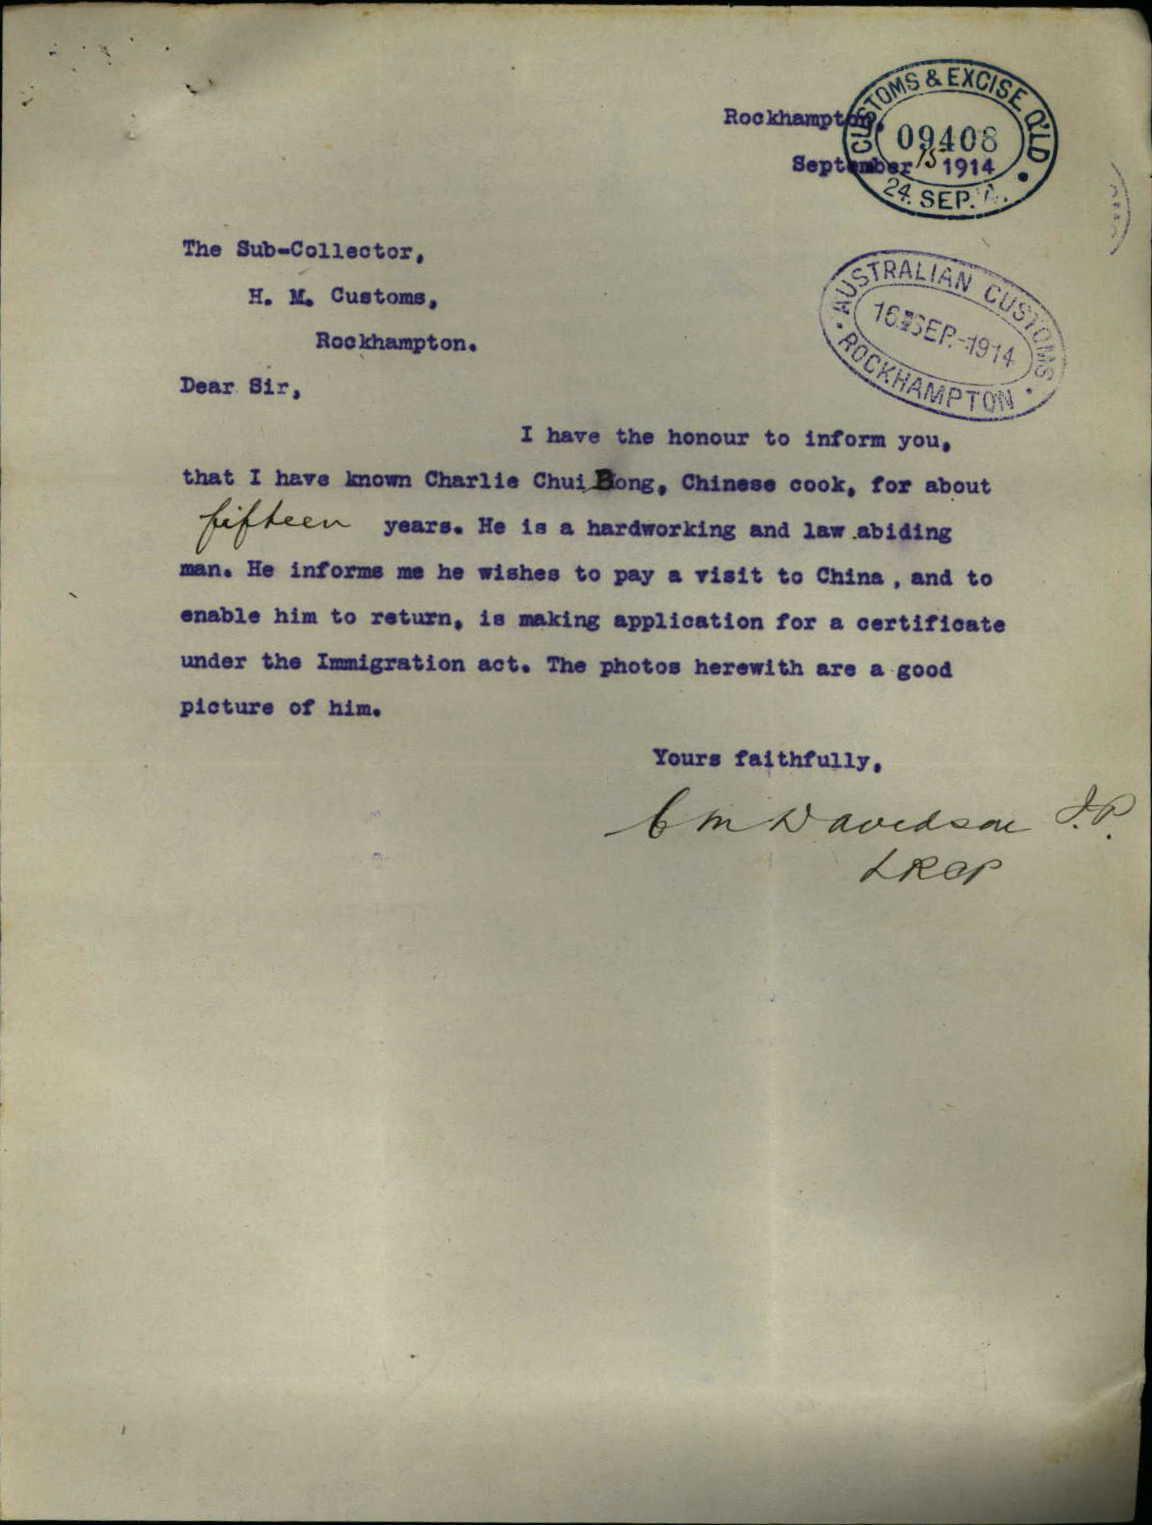 Rockhampton,
September 15 1914
CUSTOMS & EXCISE Q'LD
09408
24. SEP.
The Sub-Collector,
H. M. Customs,
Rockhampton.
AUSTRALIAN CUSTOMS
16 SEP. 1914
ROCKHAMPTON
Dear Sir,
I have the honour to inform you,
that I have known Charlie Chui Bong, Chinese cook, for about
fifteen years. He is a hardworking and law abiding
man. He informs me he wishes to pay a visit to China, and to
enable him to return, is making application for a certificate
under the Immigration act. The photos herewith are a good
picture of him.
Yours faithfully,
C M Davidson J.P.
LRCP